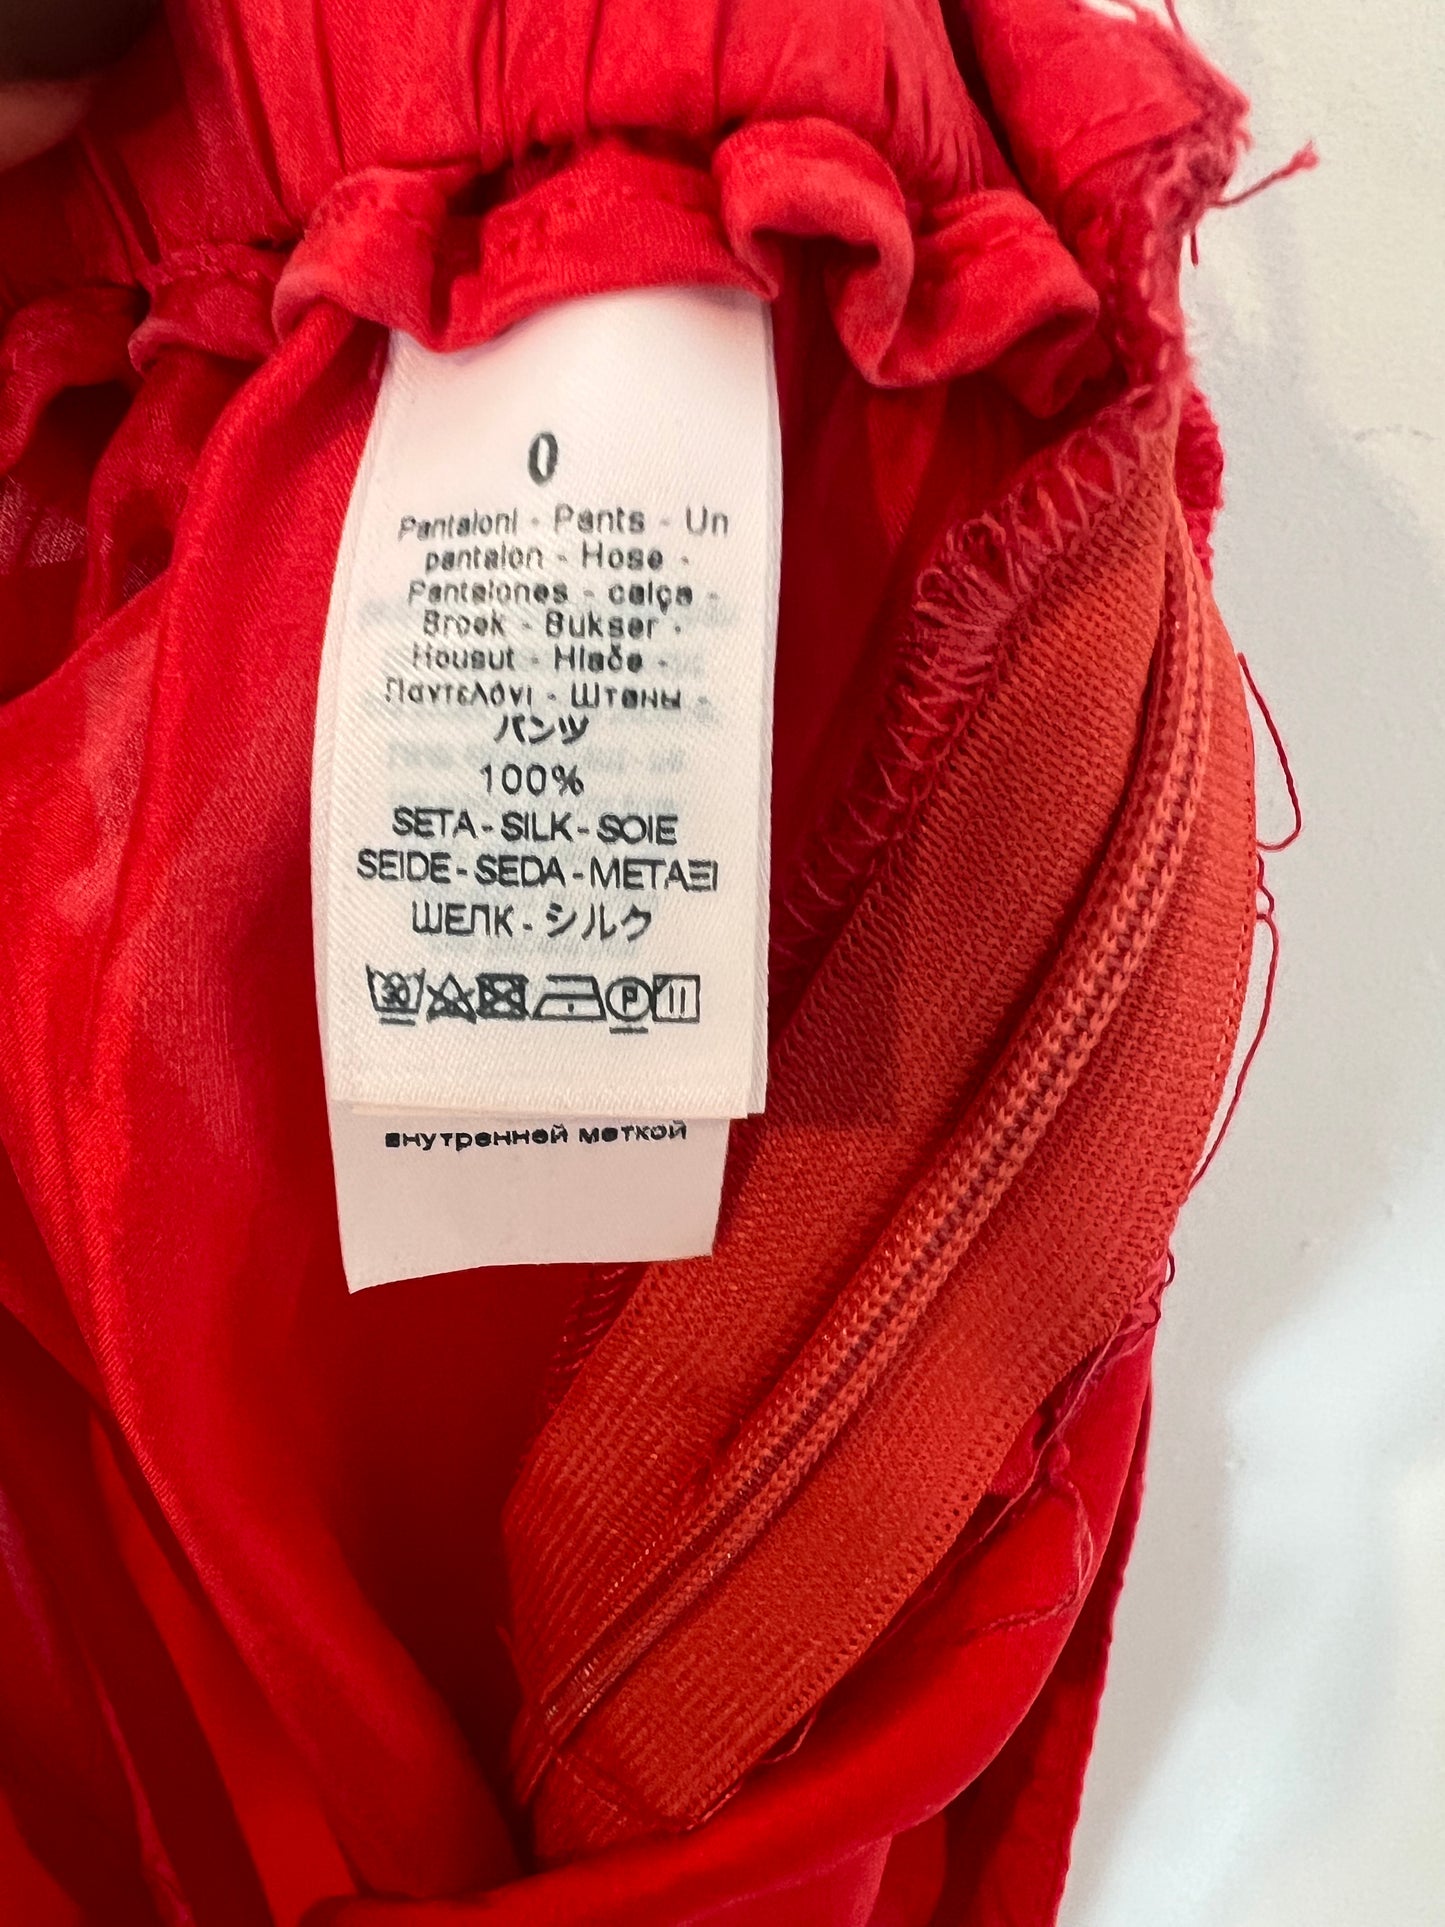 0
Pantaloni - Pants - Un
pantalon - Hose -
Pantalones - calça -
Broek - Bukser -
Housut - Hlače -
Παντελόνι - Штаны -
パンツ
100%
SETA - SILK - SOIE
SEIDE - SEDA - ΜΕΤΑΞΙ
ШЕЛК - シルク
30 P
внутренней меткой